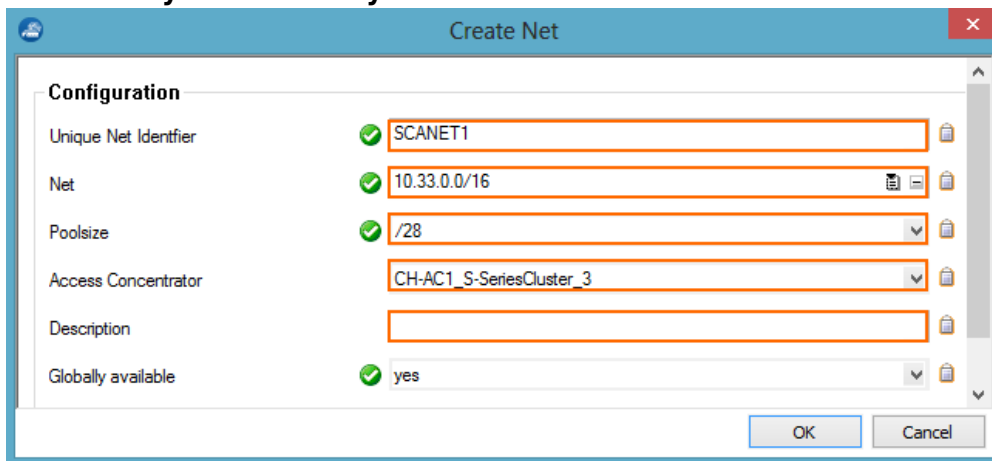 Create Net
Configuration
Unique Net Identfier SCANET1
Net 10.33.0.0/16
Poolsize /28
Access Concentrator CH-AC1_S-SeriesCluster_3
Description
Globally available yes
OK Cancel